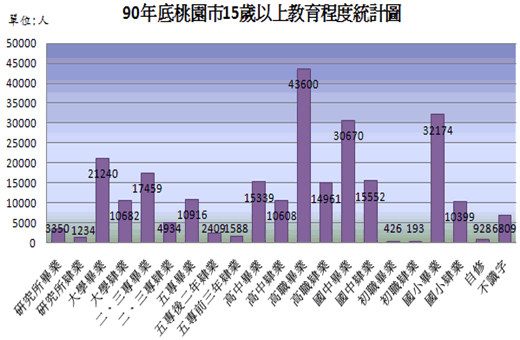 90年底桃園市15歲以上教育程度統計圖
單位:人
50000
45000
40000
35000
30000
25000
20000
15000
10000
5000
0
3350
1234
21240
10682
17459
4934
10916
2409
1588
15339
10608
43600
14961
30670
15552
426
193
32174
10399
928
6809
研究所畢業
研究所肄業
大學畢業
大學肄業
二、三專畢業
二、三專肄業
五專畢業
五專後二年肄業
五專前三年肄業
高中畢業
高中肄業
高職畢業
高職肄業
國中畢業
國中肄業
初職畢業
初職肄業
國小畢業
國小肄業
自修
不識字